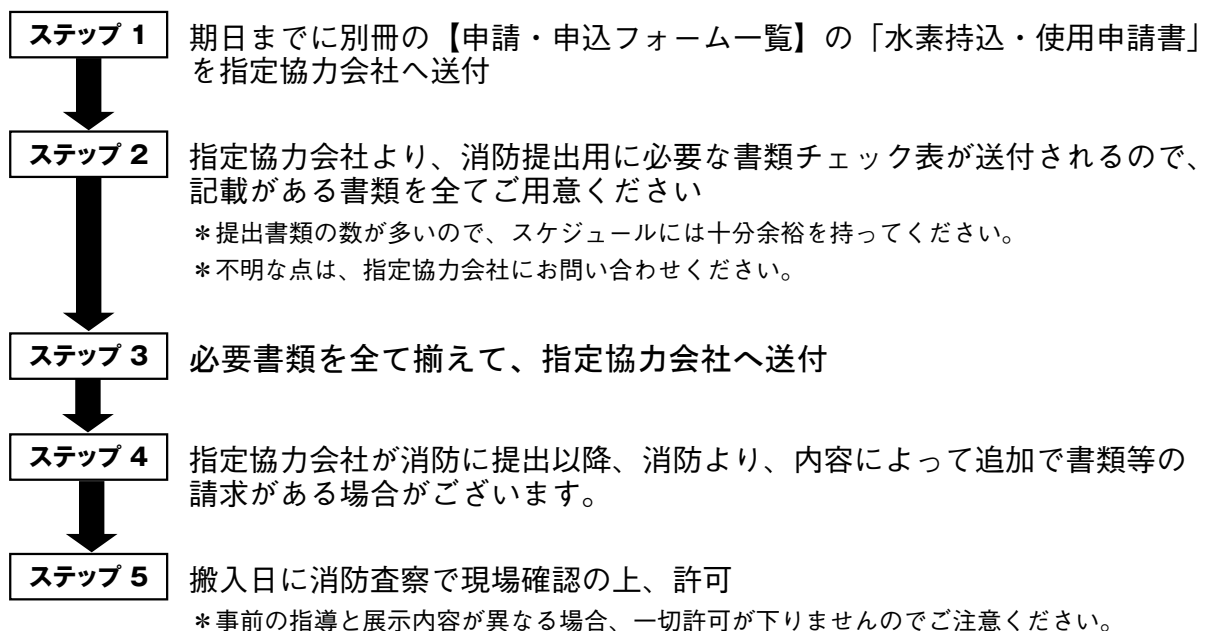 ステップ 1
期日までに別冊の【申請・申込フォーム一覧】の「水素持込・使用申請書」
を指定協力会社へ送付
ステップ 2
指定協力会社より、消防提出用に必要な書類チェック表が送付されるので、
記載がある書類を全てご用意ください
＊提出書類の数が多いので、スケジュールには十分余裕を持ってください。
＊不明な点は、指定協力会社にお問い合わせください。
ステップ 3
必要書類を全て揃えて、指定協力会社へ送付
ステップ 4
指定協力会社が消防に提出以降、消防より、内容によって追加で書類等の
請求がある場合がございます。
ステップ 5
搬入日に消防査察で現場確認の上、許可
＊事前の指導と展示内容が異なる場合、一切許可が下りませんのでご注意ください。